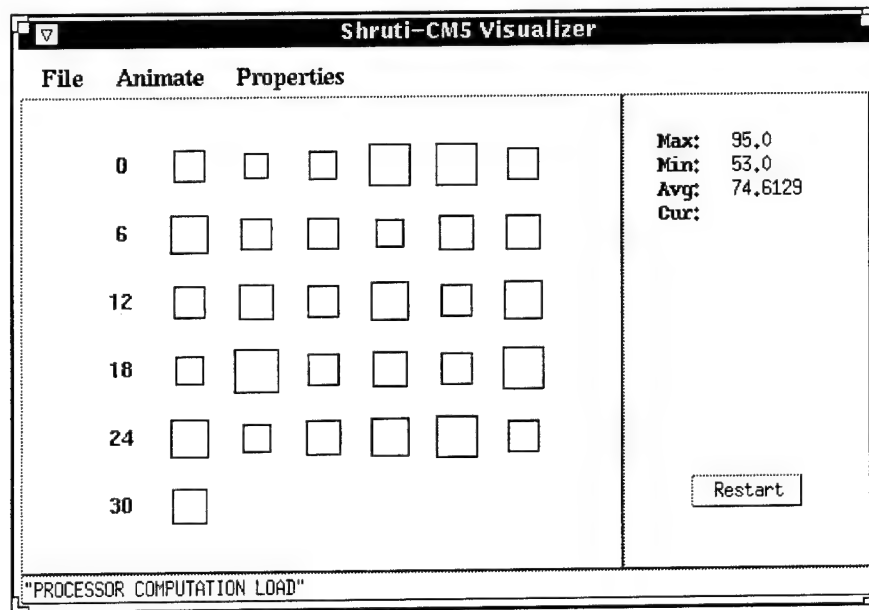 Shruti-CM5 Visualizer
File Animate Properties
0
6
12
18
24
30
Max: 95.0
Min: 53.0
Avg: 74.6129
Cur:
Restart
"PROCESSOR COMPUTATION LOAD"